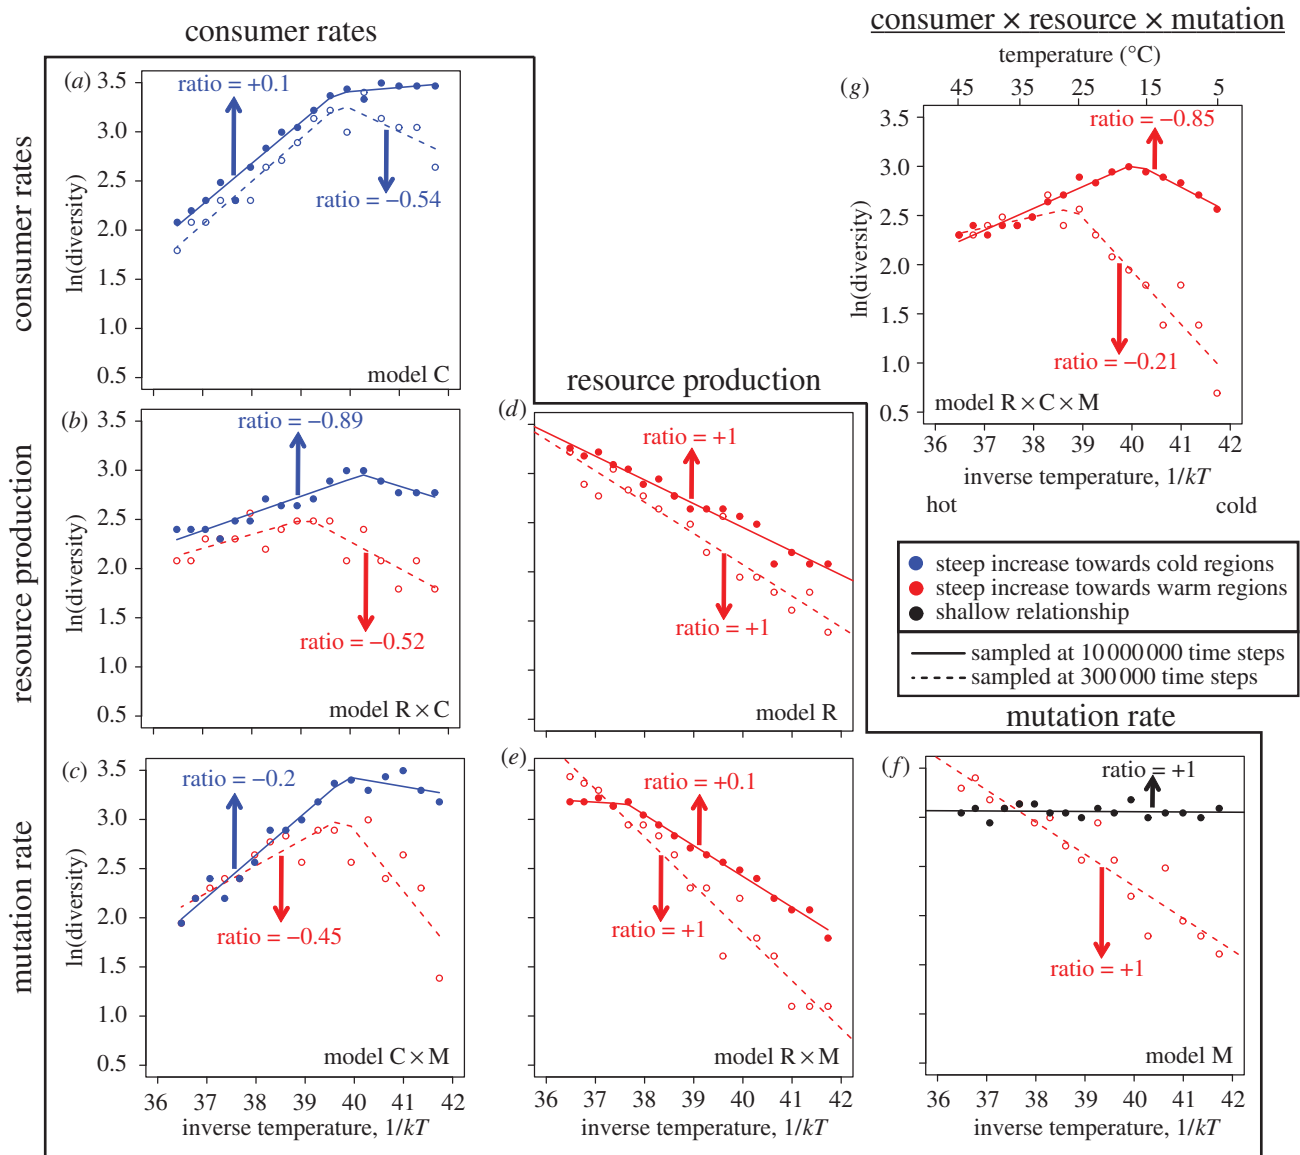 consumer rates
consumer × resource × mutation
temperature (°C)
45 35 25 15 5
consumer rates
resource production
mutation rate
(a)
ln(diversity)
3.5
3.0
2.5
2.0
1.5
1.0
0.5
ratio = +0.1
ratio = −0.54
model C
(g)
ln(diversity)
3.5
3.0
2.5
2.0
1.5
1.0
0.5
ratio = −0.85
ratio = −0.21
model R × C × M
36 37 38 39 40 41 42
inverse temperature, 1/kT
hot cold
resource production
(b)
ln(diversity)
3.5
3.0
2.5
2.0
1.5
1.0
0.5
ratio = −0.89
ratio = −0.52
model R × C
(d)
ratio = +1
ratio = +1
model R
steep increase towards cold regions
steep increase towards warm regions
shallow relationship
sampled at 10 000 000 time steps
sampled at 300 000 time steps
mutation rate
(c)
ln(diversity)
3.5
3.0
2.5
2.0
1.5
1.0
0.5
ratio = −0.2
ratio = −0.45
model C × M
36 37 38 39 40 41 42
inverse temperature, 1/kT
(e)
ratio = +0.1
ratio = +1
model R × M
36 37 38 39 40 41 42
inverse temperature, 1/kT
(f)
ratio = +1
ratio = +1
model M
36 37 38 39 40 41 42
inverse temperature, 1/kT